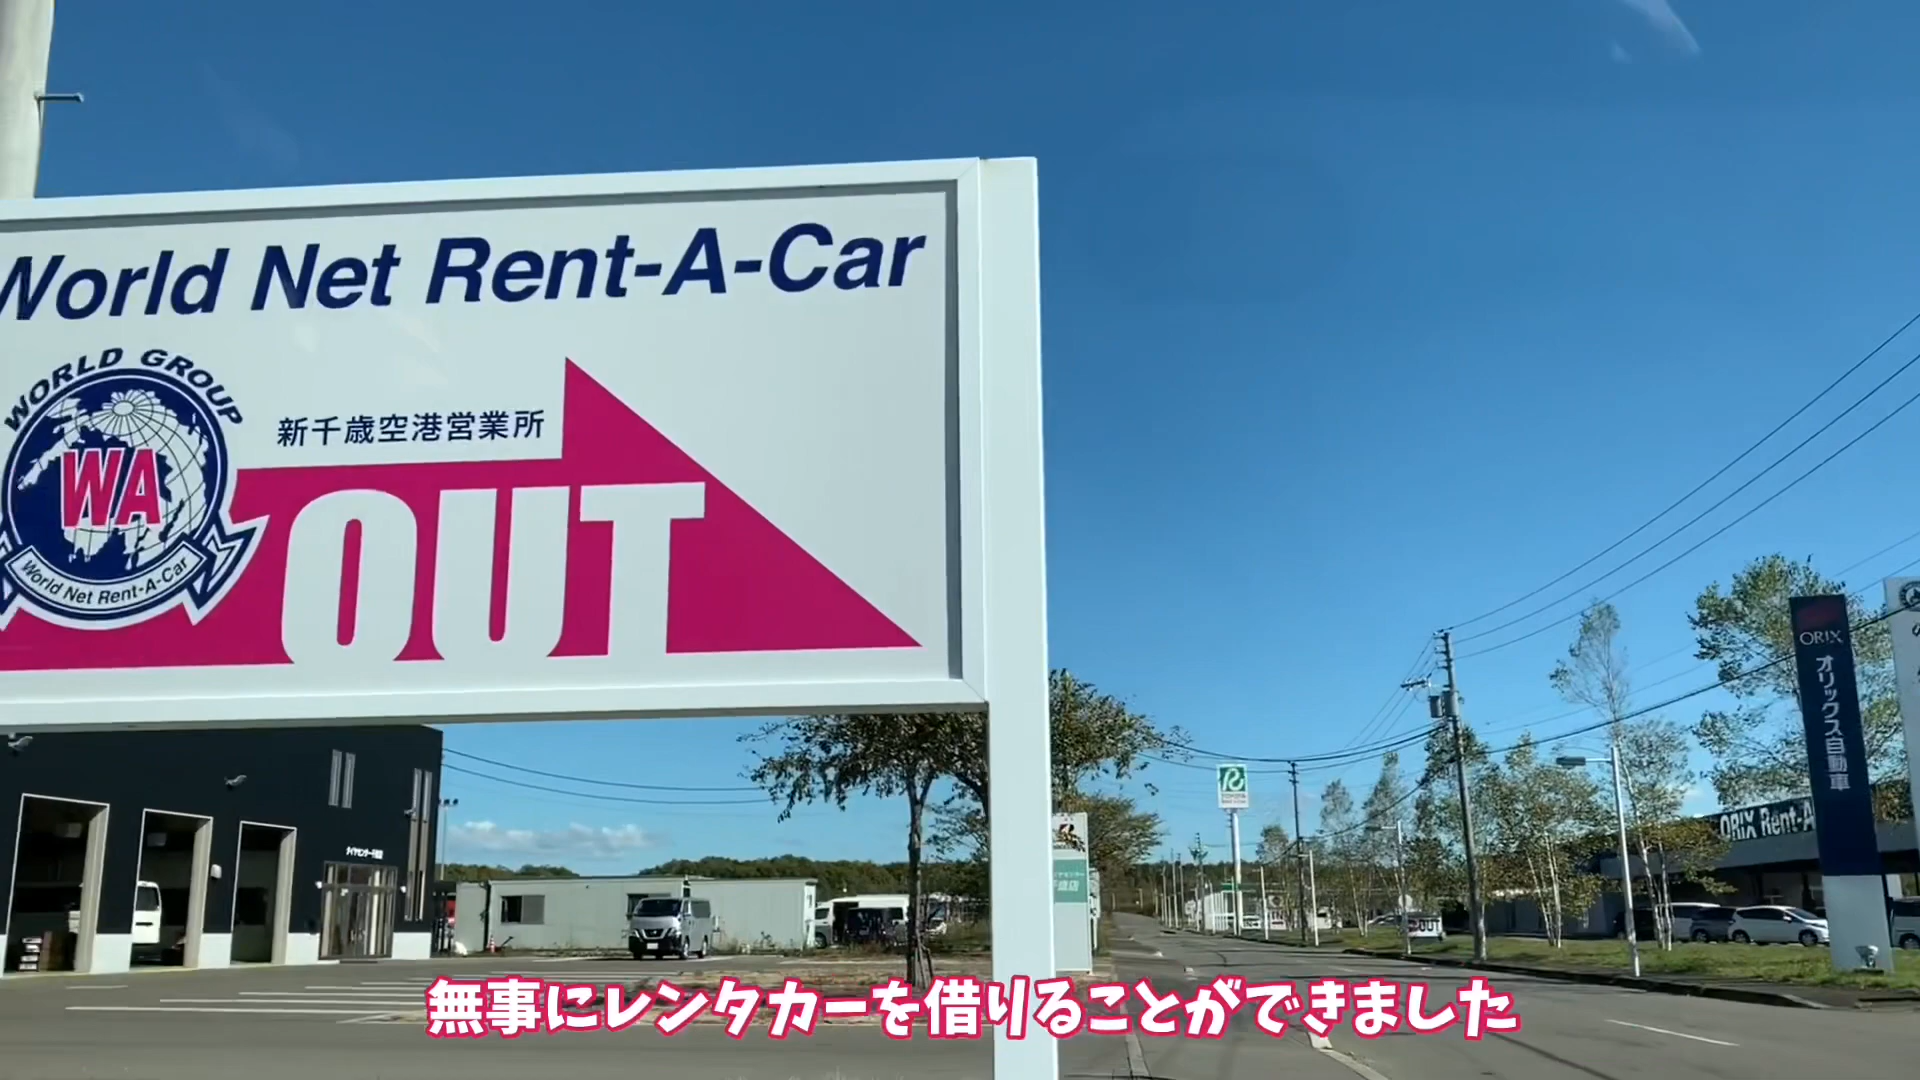 World Net Rent-A-Car
WORLD GROUP
WA
World Net Rent-A-Car
新千歳空港営業所
OUT
ORIX
オリックス自動車
ORIX Rent-A
OUT
無事にレンタカーを借りることができました